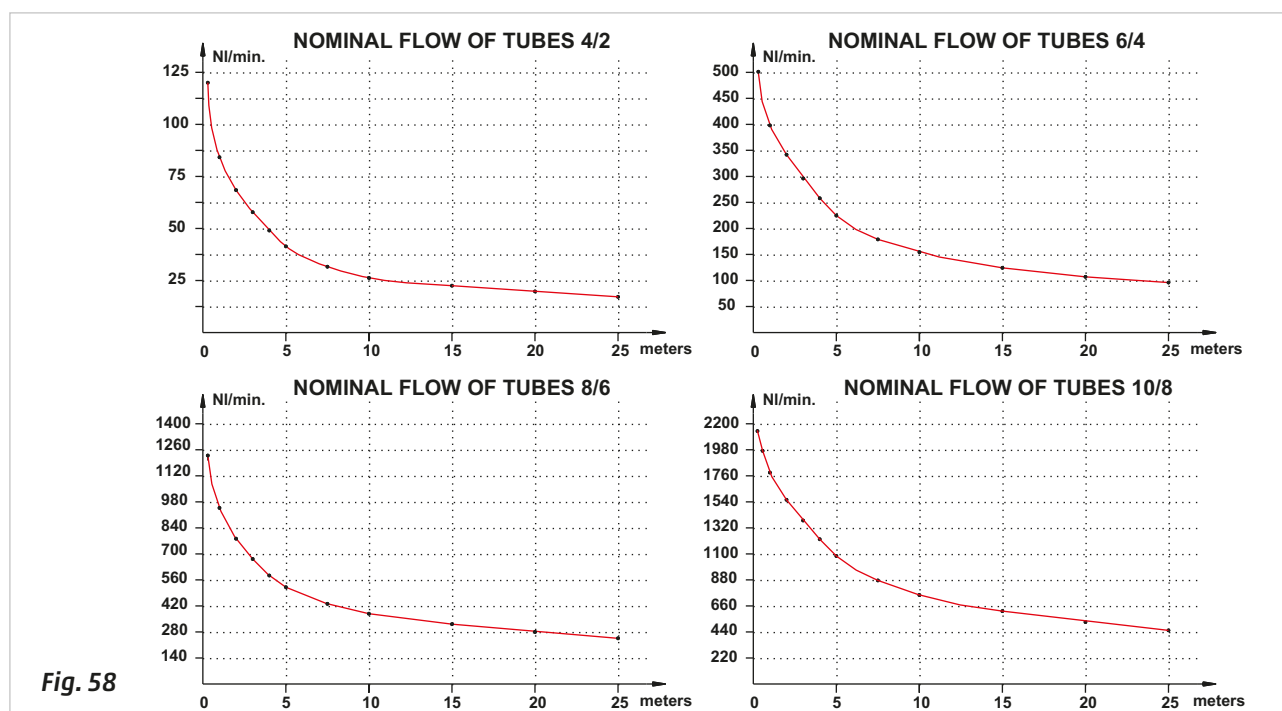 NOMINAL FLOW OF TUBES 4/2
Nl/min.
125
100
75
50
25
0 5 10 15 20 25 meters
NOMINAL FLOW OF TUBES 6/4
Nl/min.
500
450
400
350
300
250
200
150
100
50
0 5 10 15 20 25 meters
NOMINAL FLOW OF TUBES 8/6
Nl/min.
1400
1260
1120
980
840
700
560
420
280
140
0 5 10 15 20 25 meters
NOMINAL FLOW OF TUBES 10/8
Nl/min.
2200
1980
1760
1540
1320
1100
880
660
440
220
0 5 10 15 20 25 meters
Fig. 58